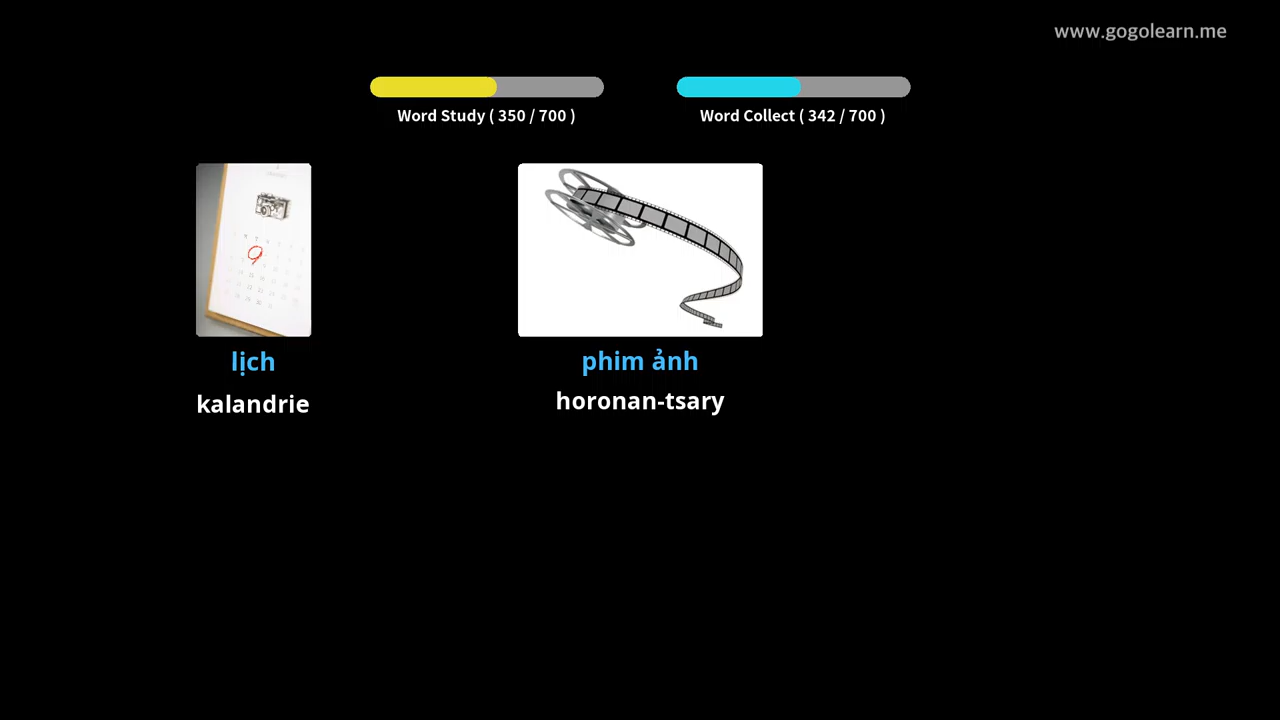 www.gogolearn.me
Word Study ( 350 / 700 )
Word Collect ( 342 / 700 )
lịch
kalandrie
phim ảnh
horonan-tsary